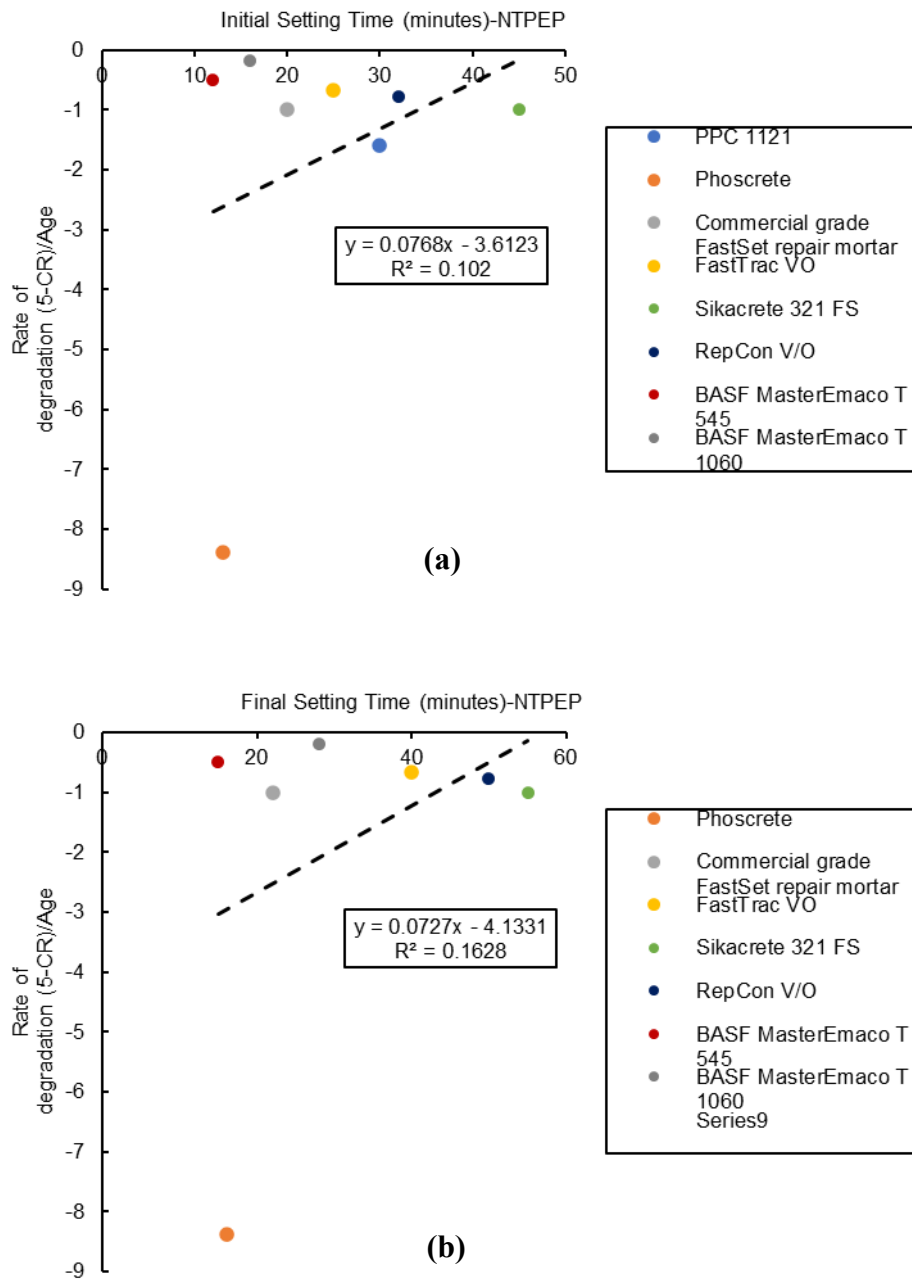 Initial Setting Time (minutes)-NTPEP
0
0
10
20
30
40
50
-1
-2
-3
-4
-5
-6
-7
-8
-9
Rate of
degradation (5-CR)/Age
y = 0.0768x - 3.6123
R² = 0.102
PPC 1121
Phoscrete
Commercial grade
FastSet repair mortar
FastTrac VO
Sikacrete 321 FS
RepCon V/O
BASF MasterEmaco T
545
BASF MasterEmaco T
1060
(a)
Final Setting Time (minutes)-NTPEP
0
0
20
40
60
-1
-2
-3
-4
-5
-6
-7
-8
-9
Rate of
degradation (5-CR)/Age
y = 0.0727x - 4.1331
R² = 0.1628
Phoscrete
Commercial grade
FastSet repair mortar
FastTrac VO
Sikacrete 321 FS
RepCon V/O
BASF MasterEmaco T
545
BASF MasterEmaco T
1060
Series9
(b)